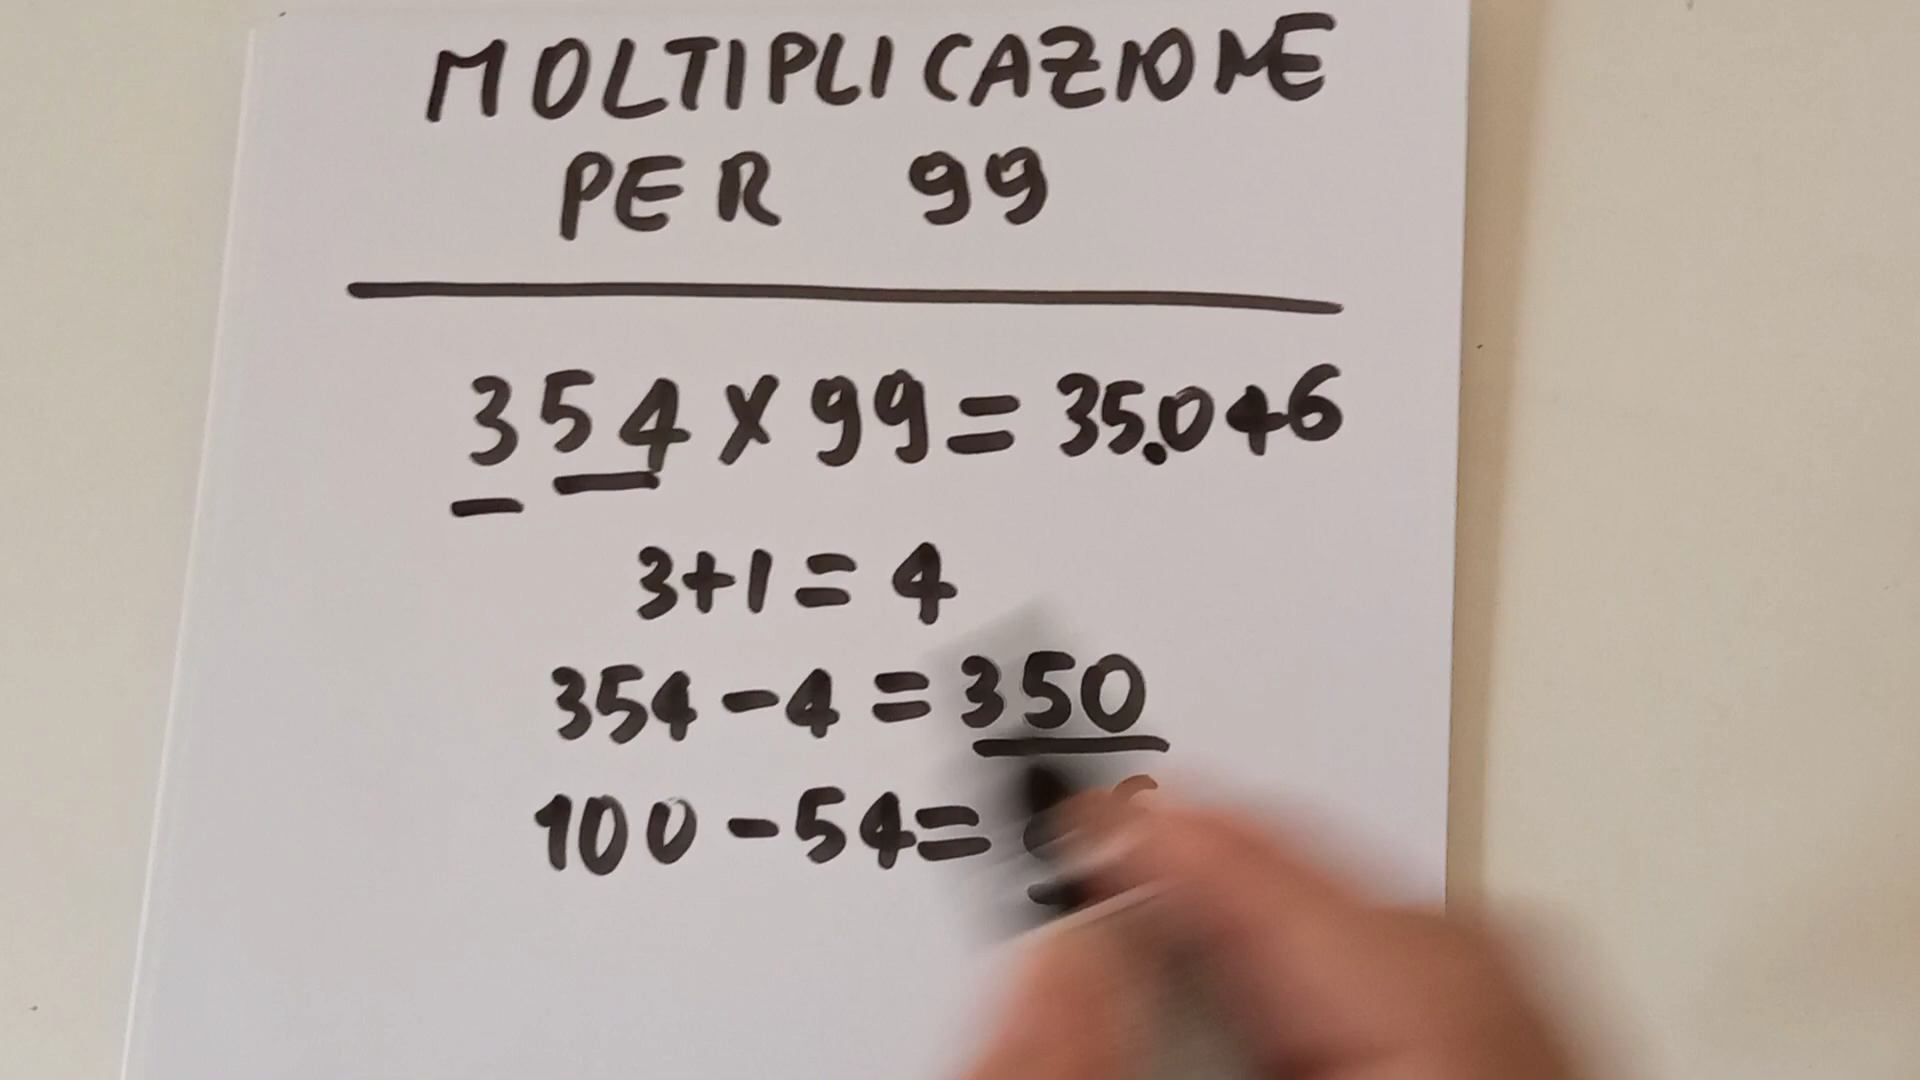 MOLTIPLICAZIONE
PER 99
354 x 99 = 35.046
3+1 = 4
354 - 4 = 350
100 - 54 =